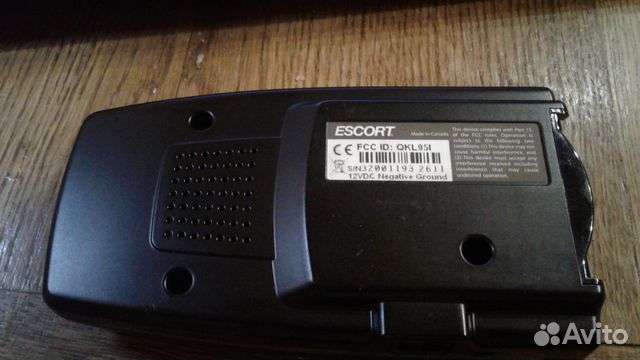 ESCORT
Made in Canada
FCC ID: QKL95I
S/N32001193 2611
12VDC Negative Ground
This device complies with Part 15
of the FCC rules. Operation is
subject to the following two
conditions. (1) This device may not
cause harmful interference, and
(2) This device must accept any
interference received including
interference that may cause
undesired operation.
Avito